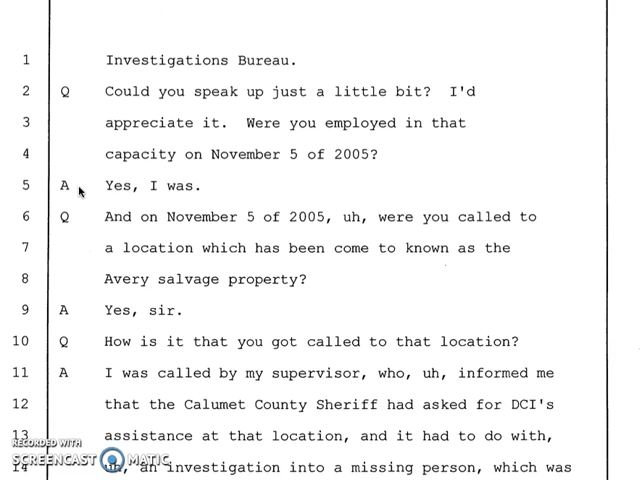 1 Investigations Bureau.
2 Q Could you speak up just a little bit? I'd
3 appreciate it. Were you employed in that
4 capacity on November 5 of 2005?
5 A Yes, I was.
6 Q And on November 5 of 2005, uh, were you called to
7 a location which has been come to known as the
8 Avery salvage property?
9 A Yes, sir.
10 Q How is it that you got called to that location?
11 A I was called by my supervisor, who, uh, informed me
12 that the Calumet County Sheriff had asked for DCI's
13 assistance at that location, and it had to do with,
RECORDED WITH
SCREENCAST MATIC
14 uh, an investigation into a missing person, which was